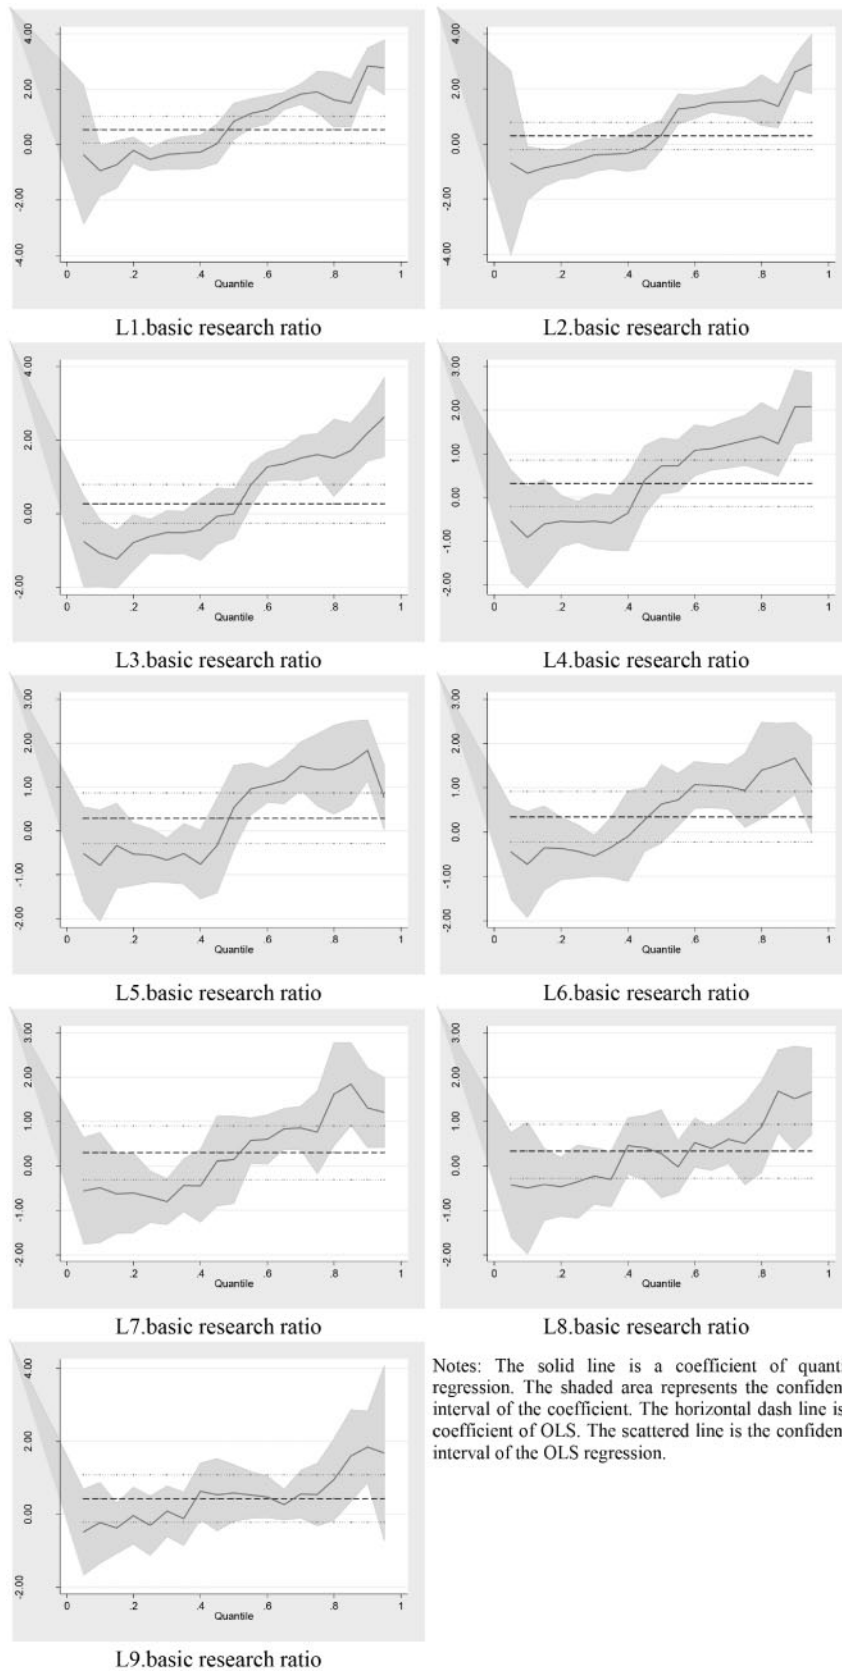 4.00
2.00
0.00
-2.00
-4.00
0 .2 .4 .6 .8 1
Quantile
L1.basic research ratio
4.00
2.00
0.00
-2.00
-4.00
0 .2 .4 .6 .8 1
Quantile
L2.basic research ratio
4.00
2.00
0.00
-2.00
0 .2 .4 .6 .8 1
Quantile
L3.basic research ratio
3.00
2.00
1.00
0.00
-1.00
-2.00
0 .2 .4 .6 .8 1
Quantile
L4.basic research ratio
3.00
2.00
1.00
0.00
-1.00
-2.00
0 .2 .4 .6 .8 1
Quantile
L5.basic research ratio
3.00
2.00
1.00
0.00
-1.00
-2.00
0 .2 .4 .6 .8 1
Quantile
L6.basic research ratio
3.00
2.00
1.00
0.00
-1.00
-2.00
0 .2 .4 .6 .8 1
Quantile
L7.basic research ratio
3.00
2.00
1.00
0.00
-1.00
-2.00
0 .2 .4 .6 .8 1
Quantile
L8.basic research ratio
4.00
2.00
0.00
-2.00
0 .2 .4 .6 .8 1
Quantile
L9.basic research ratio
Notes: The solid line is a coefficient of quant
regression. The shaded area represents the confiden
interval of the coefficient. The horizontal dash line is
coefficient of OLS. The scattered line is the confiden
interval of the OLS regression.